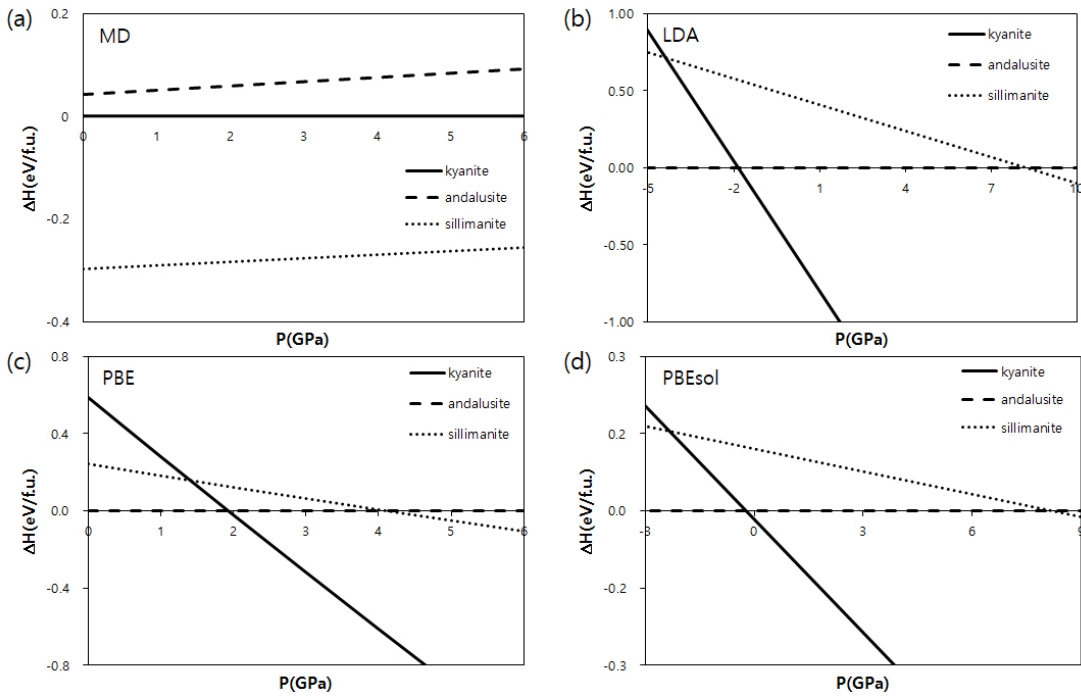 (a)
MD
0.2
0
-0.2
-0.4
0
1
2
3
4
5
6
kyanite
andalusite
sillimanite
ΔH(eV/f.u.)
P(GPa)
(b)
LDA
1.00
0.50
0.00
-0.50
-1.00
-5
-2
1
4
7
10
kyanite
andalusite
sillimanite
ΔH(eV/f.u.)
P(GPa)
(c)
PBE
0.8
0.4
0.0
-0.4
-0.8
0
1
2
3
4
5
6
kyanite
andalusite
sillimanite
ΔH(eV/f.u.)
P(GPa)
(d)
PBEsol
0.3
0.2
0.0
-0.2
-0.3
-3
0
3
6
9
kyanite
andalusite
sillimanite
ΔH(eV/f.u.)
P(GPa)